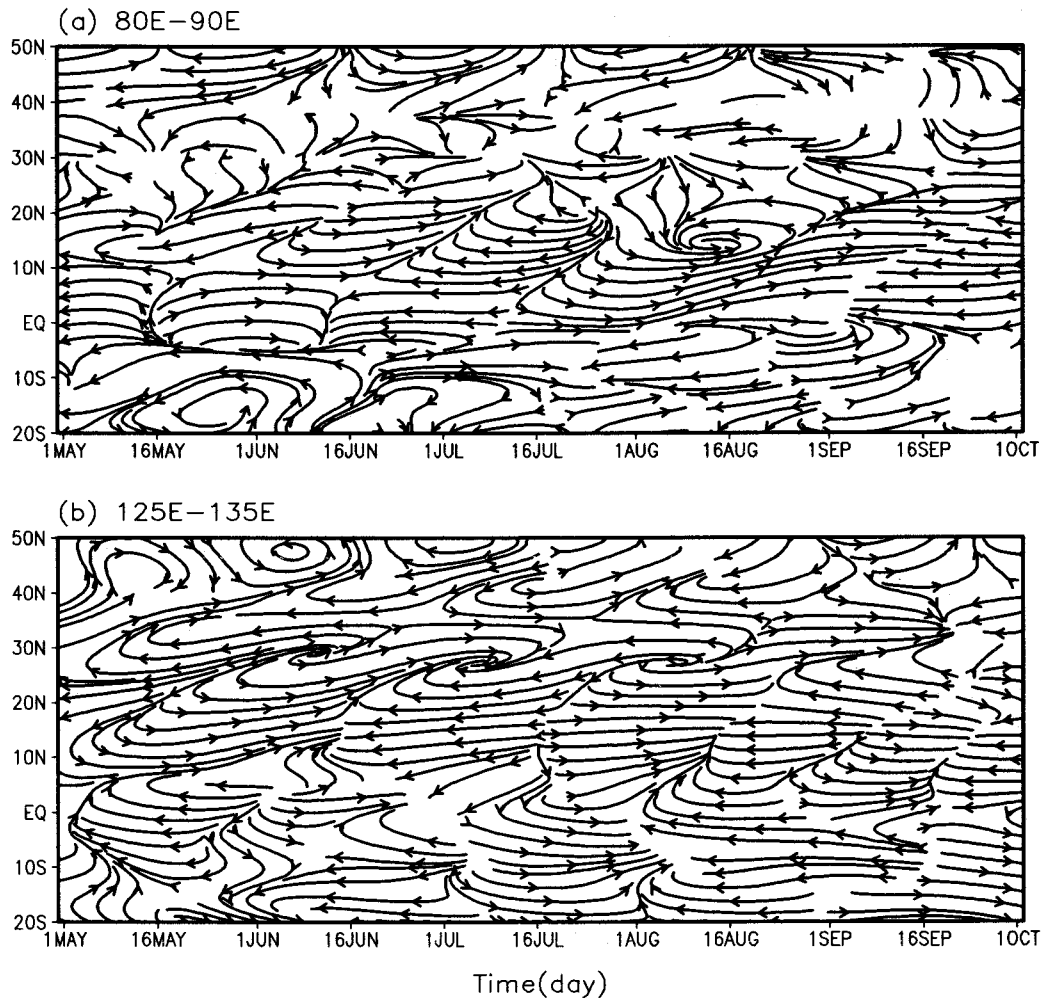 (a) 80E-90E
50N
40N
30N
20N
10N
EQ
10S
20S
1MAY 16MAY 1JUN 16JUN 1JUL 16JUL 1AUG 16AUG 1SEP 16SEP 1OCT
(b) 125E-135E
50N
40N
30N
20N
10N
EQ
10S
20S
1MAY 16MAY 1JUN 16JUN 1JUL 16JUL 1AUG 16AUG 1SEP 16SEP 1OCT
Time(day)